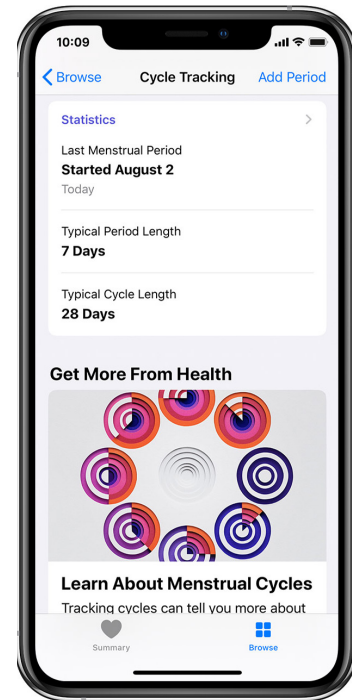 10:09
Browse
Cycle Tracking
Add Period
Statistics
Last Menstrual Period
Started August 2
Today
Typical Period Length
7 Days
Typical Cycle Length
28 Days
Get More From Health
Learn About Menstrual Cycles
Tracking cycles can tell you more about
Summary
Browse